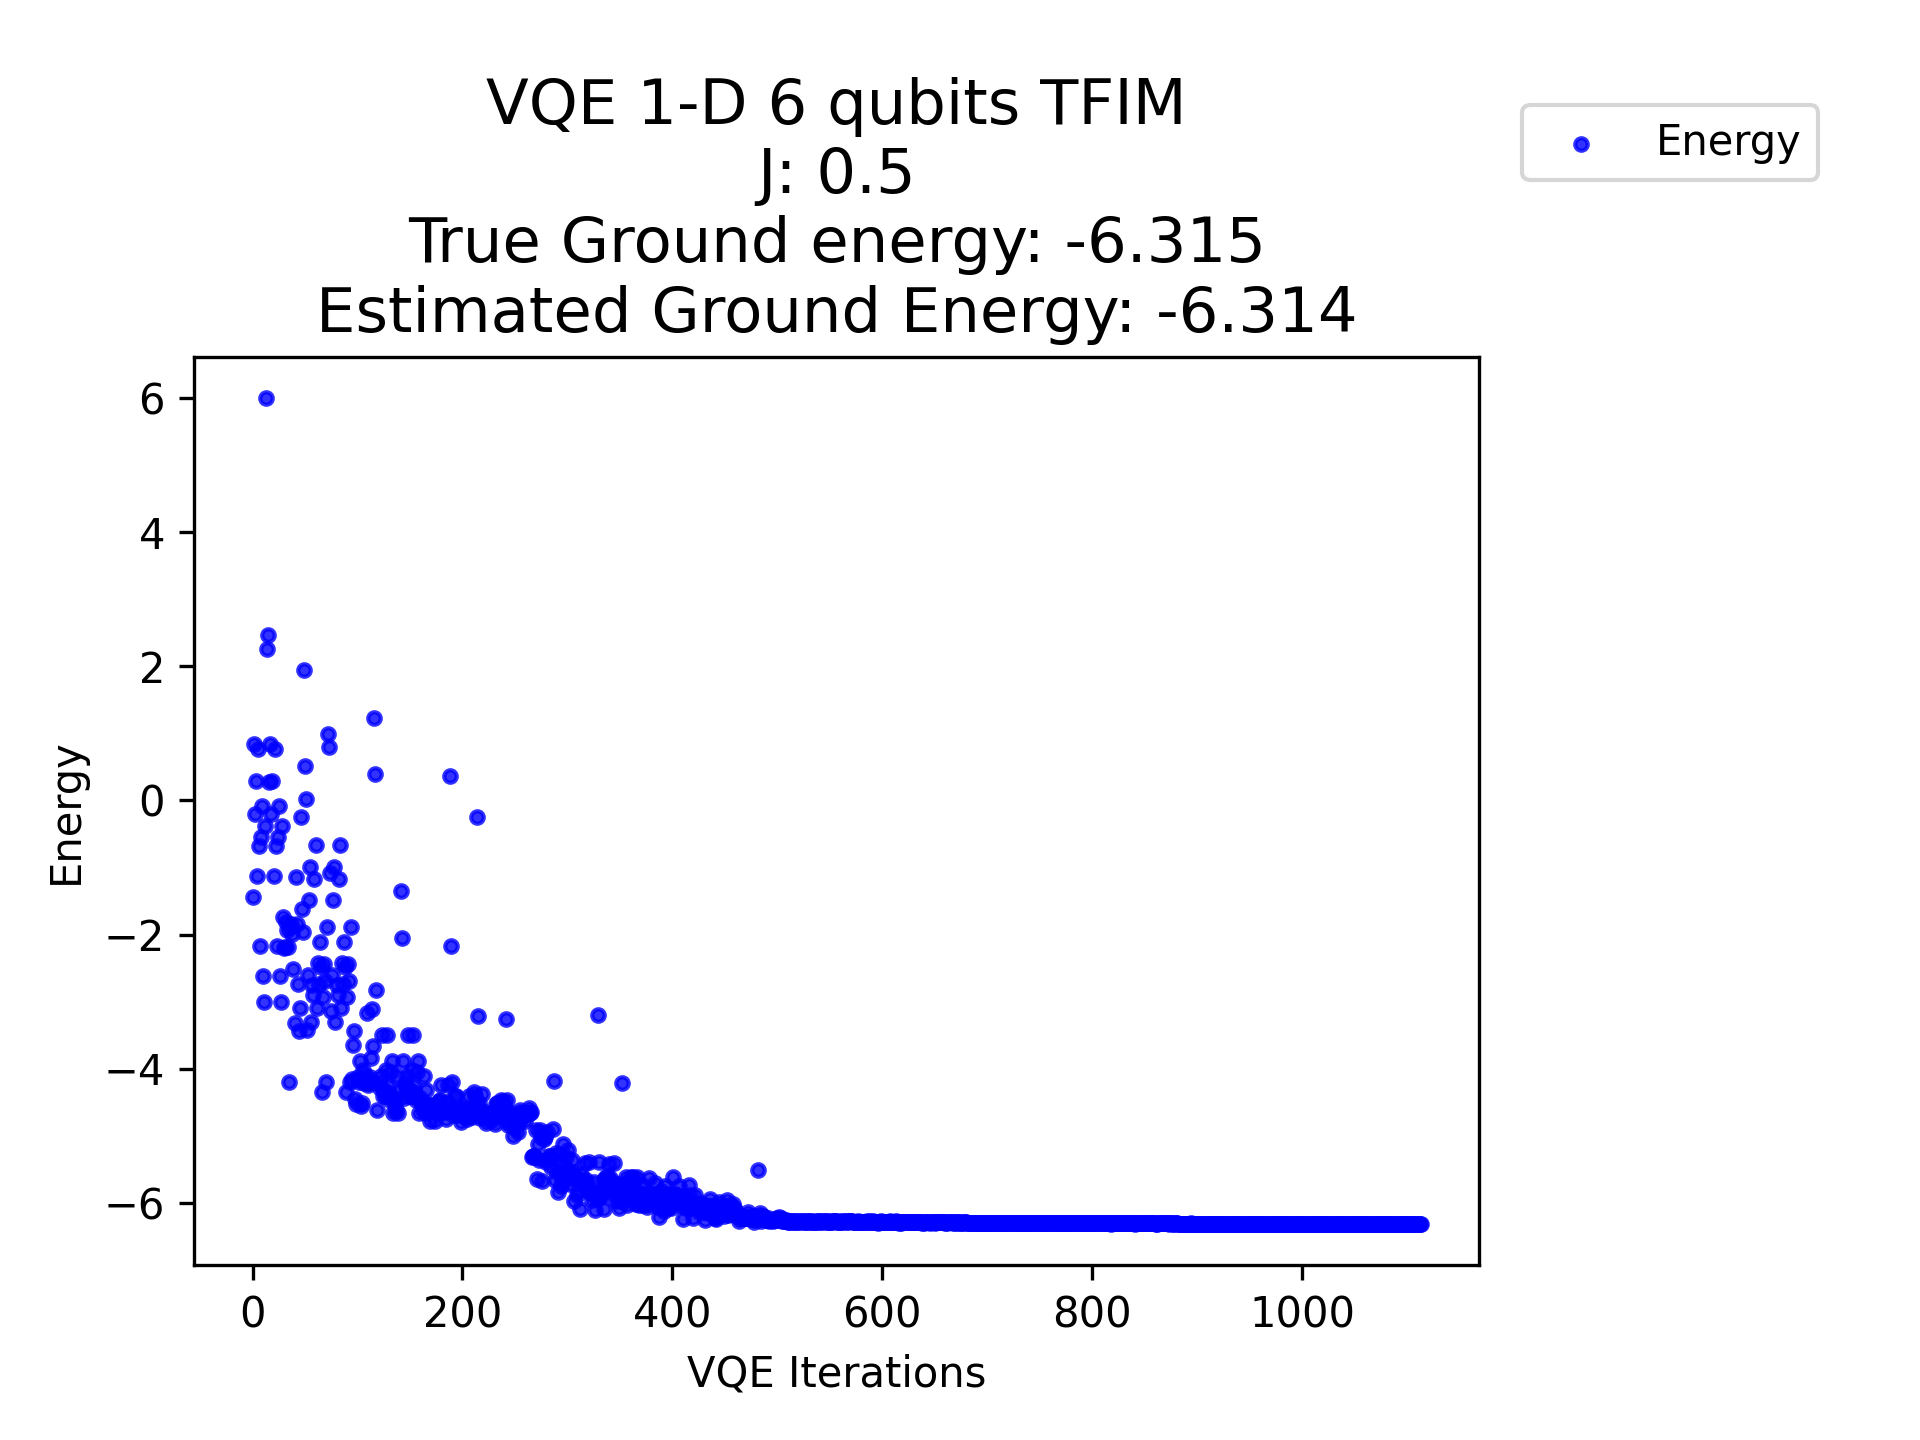 VQE 1-D 6 qubits TFIM
J: 0.5
True Ground energy: -6.315
Estimated Ground Energy: -6.314
Energy
6
4
2
0
−2
−4
−6
Energy
0 200 400 600 800 1000
VQE Iterations